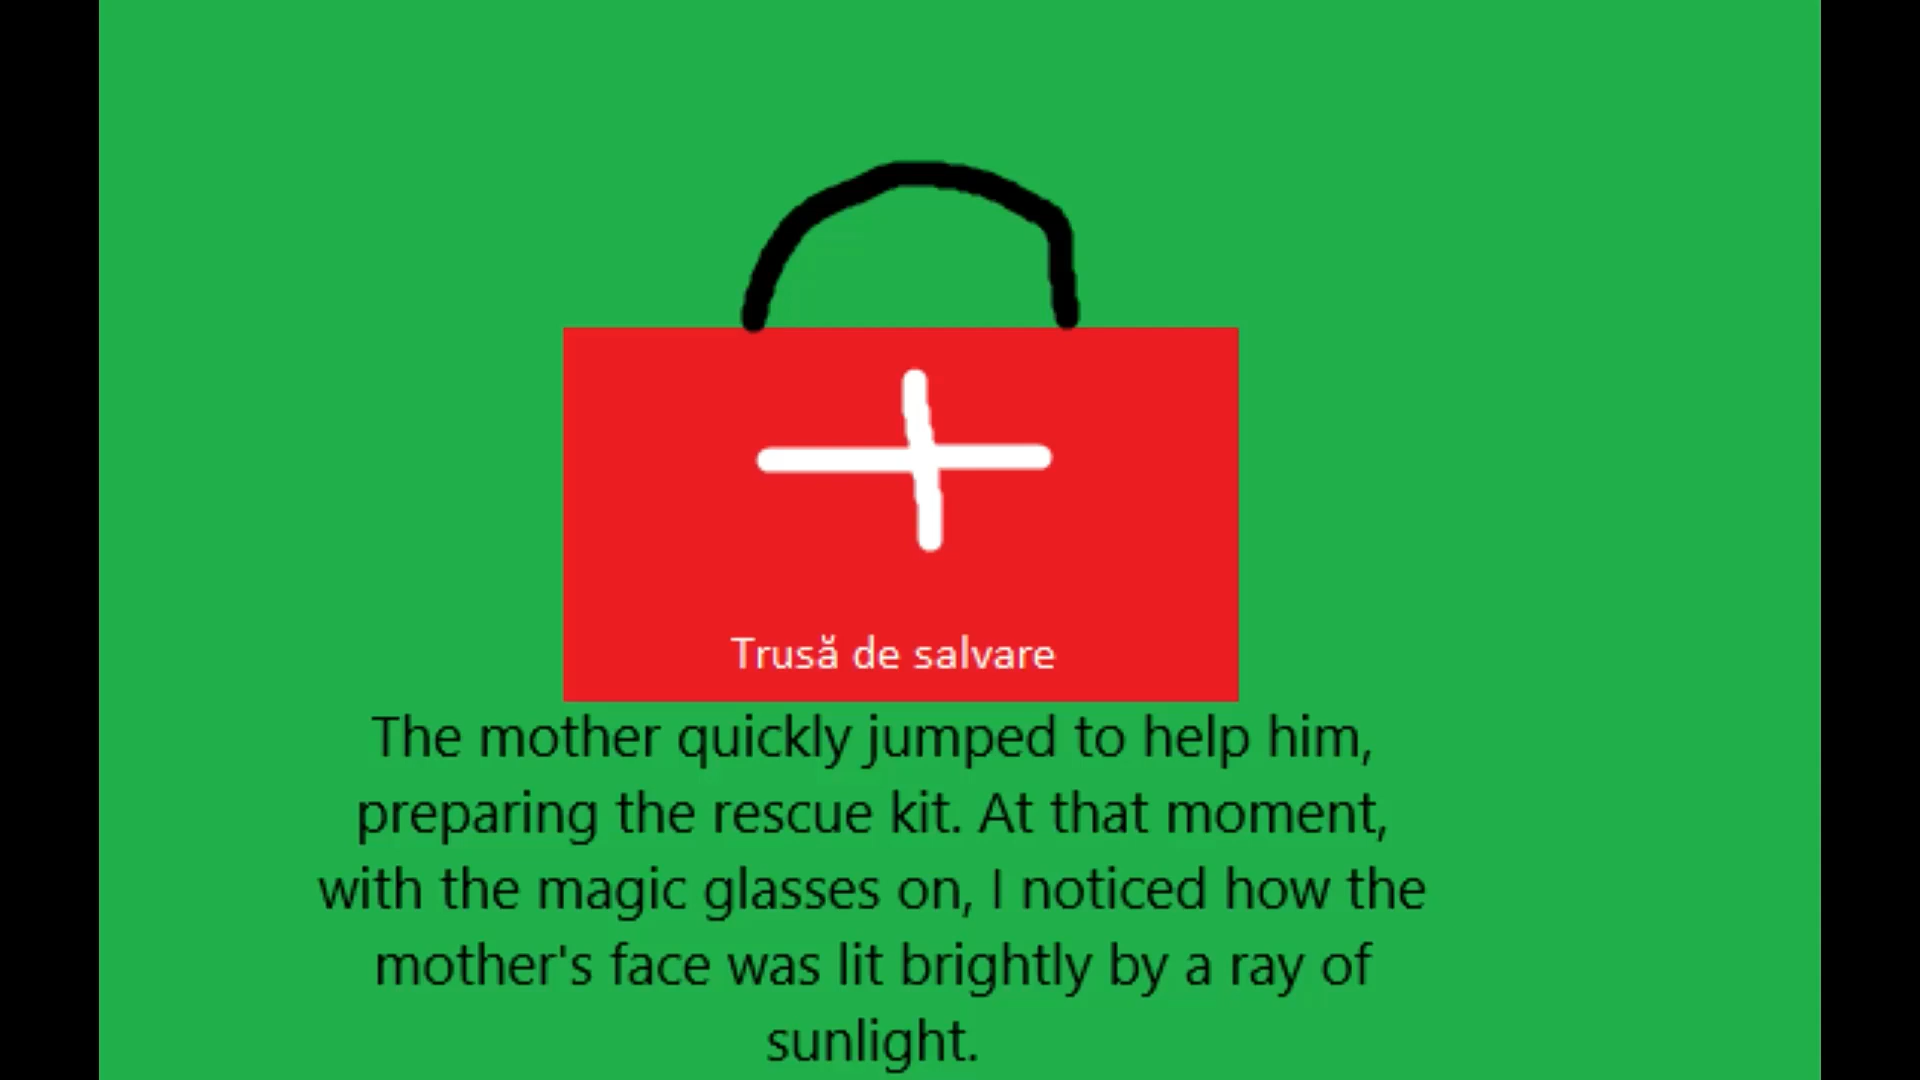 Trusă de salvare
The mother quickly jumped to help him,
preparing the rescue kit. At that moment,
with the magic glasses on, I noticed how the
mother's face was lit brightly by a ray of
sunlight.